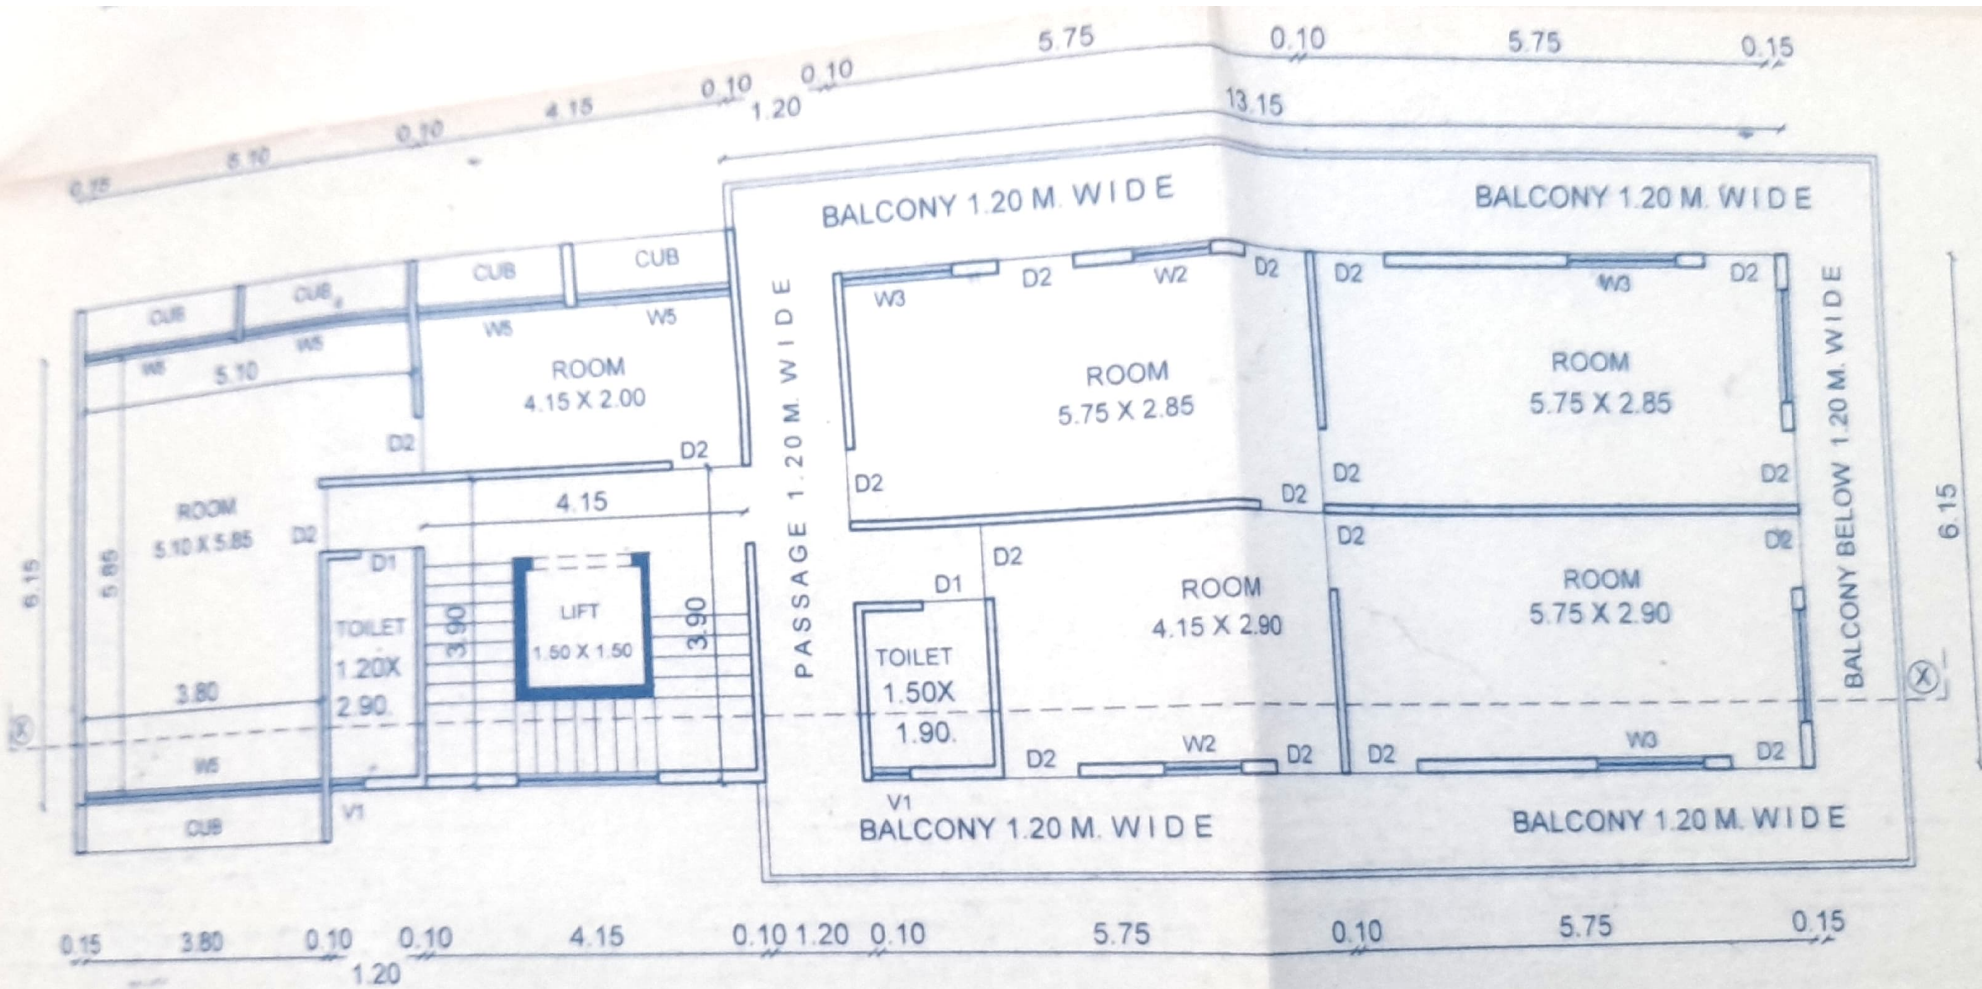 5.75
0.10
5.75
0.15
0.15
5.10
0.10
4.15
0.10
1.20
0.10
13.15
BALCONY 1.20 M. WIDE
BALCONY 1.20 M. WIDE
CUB
CUB
CUB
CUB
W5
W5
W5
W5
5.10
ROOM
4.15 X 2.00
D2
D2
PASSAGE 1.20 M. WIDE
W3
D2
W2
D2
D2
W3
D2
ROOM
5.75 X 2.85
ROOM
5.75 X 2.85
BALCONY BELOW 1.20 M. WIDE
D2
D2
D2
D2
6.15
6.15
ROOM
5.10 X 5.85
5.85
D2
4.15
D1
TOILET
1.20X
2.90.
3.90
LIFT
1.50 X 1.50
3.90
D2
D1
TOILET
1.50X
1.90.
ROOM
4.15 X 2.90
D2
D2
ROOM
5.75 X 2.90
X
3.80
W5
CUB
V1
V1
D2
W2
D2
D2
W3
D2
BALCONY 1.20 M. WIDE
BALCONY 1.20 M. WIDE
0.15
3.80
0.10
1.20
0.10
4.15
0.10
1.20
0.10
5.75
0.10
5.75
0.15